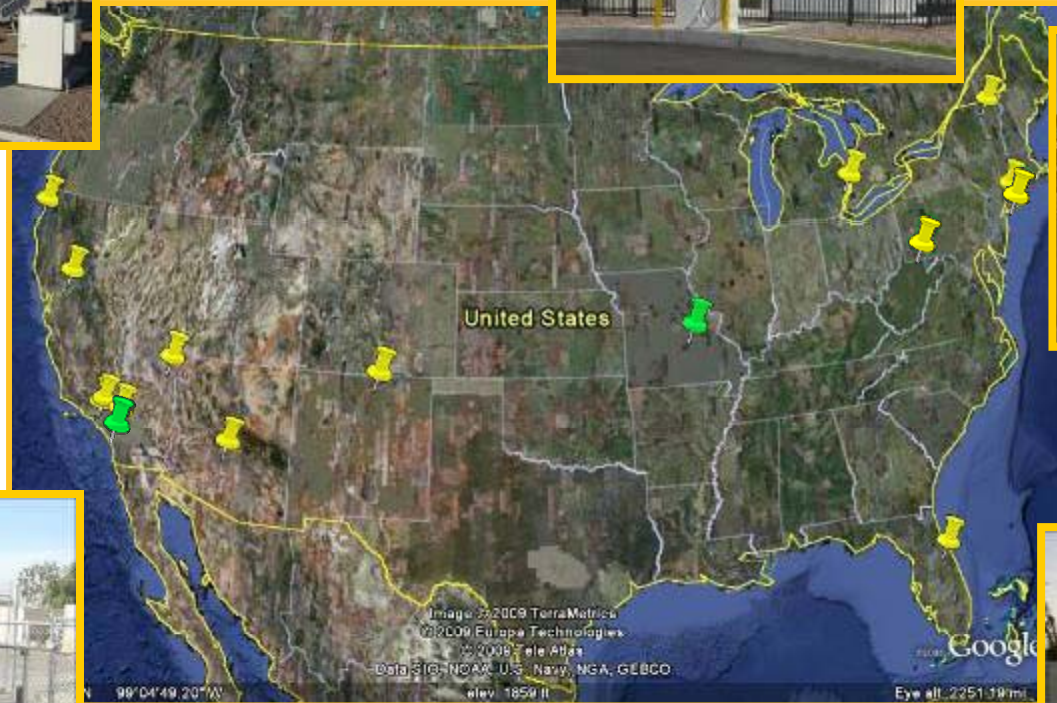 United States
Image © 2009 TerraMetrics
© 2009 Europa Technologies
© 2009 Tele Atlas
Data SIO, NOAA, U.S. Navy, NGA, GEBCO
Google
99°04'49.20" W
elev 1859 ft
Eye alt 2251.19 mi